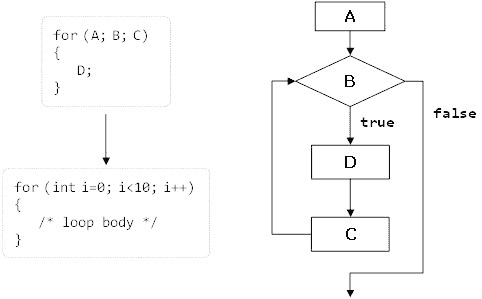 for (A; B; C)
{
D;
}
for (int i=0; i<10; i++)
{
/* loop body */
}
A
B
true
false
D
C